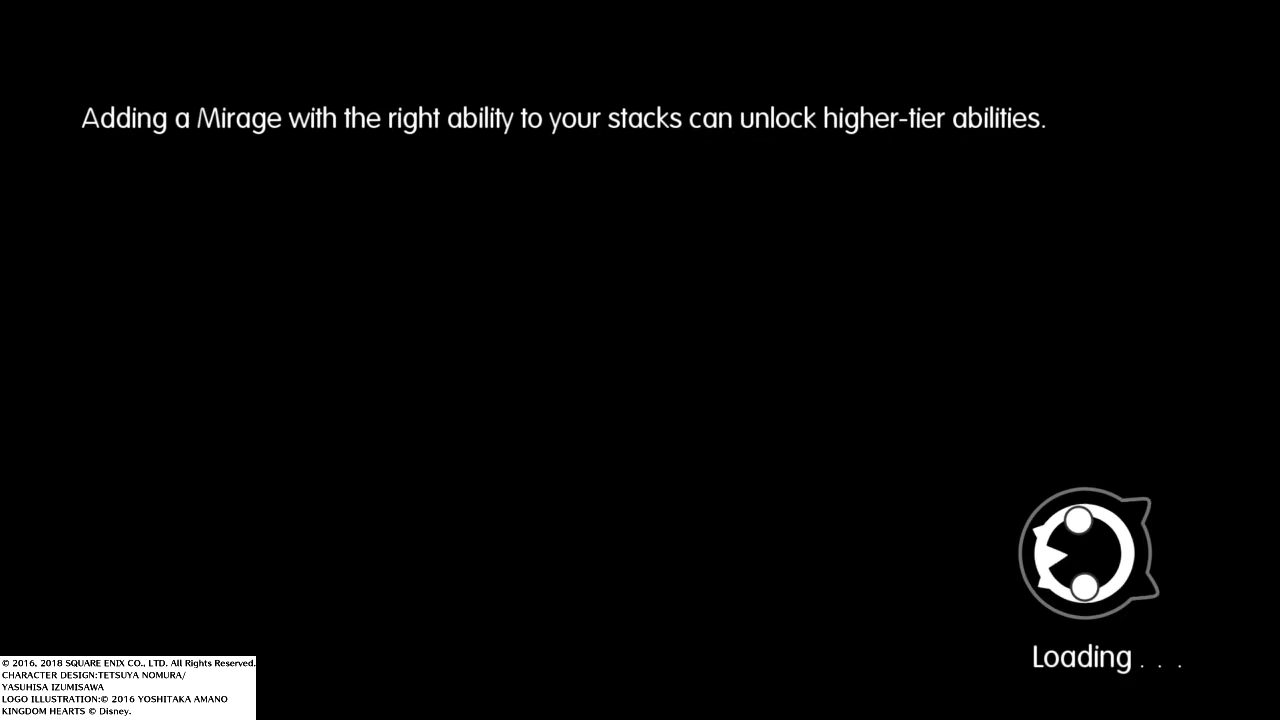 Adding a Mirage with the right ability to your stacks can unlock higher-tier abilities.
Loading . . .
© 2016, 2018 SQUARE ENIX CO., LTD. All Rights Reserved.
CHARACTER DESIGN:TETSUYA NOMURA/
YASUHISA IZUMISAWA
LOGO ILLUSTRATION:© 2016 YOSHITAKA AMANO
KINGDOM HEARTS © Disney.